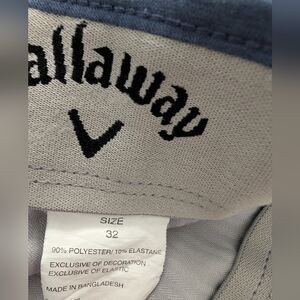 allaway
SIZE
32
90% POLYESTER/ 10% ELASTANE
EXCLUSIVE OF DECORATION
EXCLUSIVE OF ELASTIC
MADE IN BANGLADESH